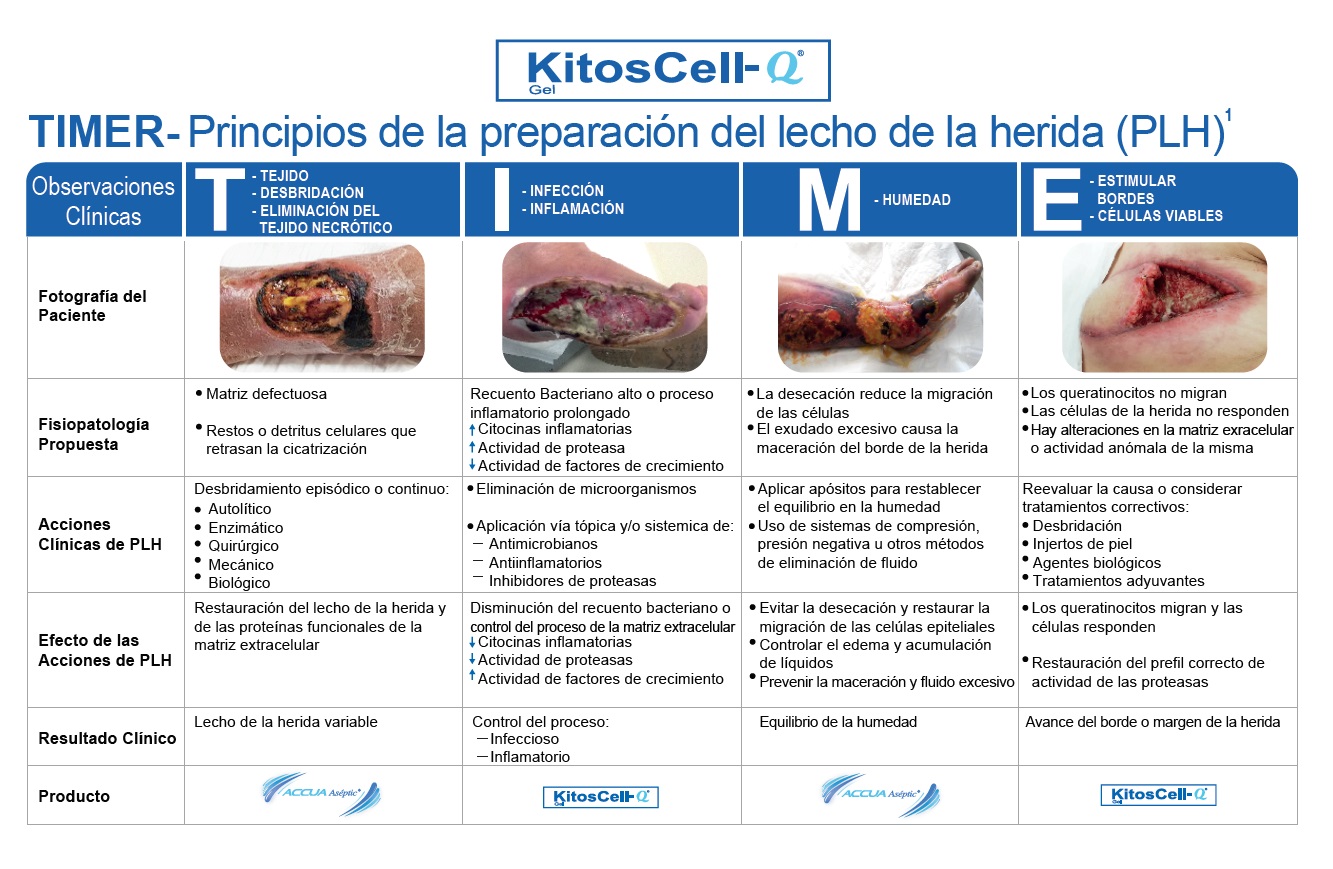 KitosCell-Q®
Gel
TIMER- Principios de la preparación del lecho de la herida (PLH)1
Observaciones
Clínicas
T
- TEJIDO
- DESBRIDACIÓN
- ELIMINACIÓN DEL
TEJIDO NECRÓTICO
I
- INFECCIÓN
- INFLAMACIÓN
M
- HUMEDAD
E
- ESTIMULAR
BORDES
- CÉLULAS VIABLES
Fotografía del
Paciente
Fisiopatología
Propuesta
• Matriz defectuosa
• Restos o detritus celulares que
retrasan la cicatrización
Recuento Bacteriano alto o proceso
inflamatorio prolongado
↑ Citocinas inflamatorias
↑ Actividad de proteasa
↓ Actividad de factores de crecimiento
• La desecación reduce la migración
de las células
• El exudado excesivo causa la
maceración del borde de la herida
• Los queratinocitos no migran
• Las células de la herida no responden
• Hay alteraciones en la matriz exracelular
o actividad anómala de la misma
Acciones
Clínicas de PLH
Desbridamiento episódico o continuo:
• Autolítico
• Enzimático
• Quirúrgico
• Mecánico
• Biológico
• Eliminación de microorganismos
• Aplicación vía tópica y/o sistemica de:
– Antimicrobianos
– Antiinflamatorios
– Inhibidores de proteasas
• Aplicar apósitos para restablecer
el equilibrio en la humedad
• Uso de sistemas de compresión,
presión negativa u otros métodos
de eliminación de fluido
Reevaluar la causa o considerar
tratamientos correctivos:
• Desbridación
• Injertos de piel
• Agentes biológicos
• Tratamientos adyuvantes
Efecto de las
Acciones de PLH
Restauración del lecho de la herida y
de las proteínas funcionales de la
matriz extracelular
Disminución del recuento bacteriano o
control del proceso de la matriz extracelular
↓ Citocinas inflamatorias
↓ Actividad de proteasas
↑ Actividad de factores de crecimiento
• Evitar la desecación y restaurar la
migración de las celúlas epiteliales
• Controlar el edema y acumulación
de líquidos
• Prevenir la maceración y fluido excesivo
• Los queratinocitos migran y las
células responden
• Restauración del prefil correcto de
actividad de las proteasas
Resultado Clínico
Lecho de la herida variable
Control del proceso:
– Infeccioso
– Inflamatorio
Equilibrio de la humedad
Avance del borde o margen de la herida
Producto
ACCUA Aséptic®
KitosCell-Q
Gel
ACCUA Aséptic®
KitosCell-Q
Gel